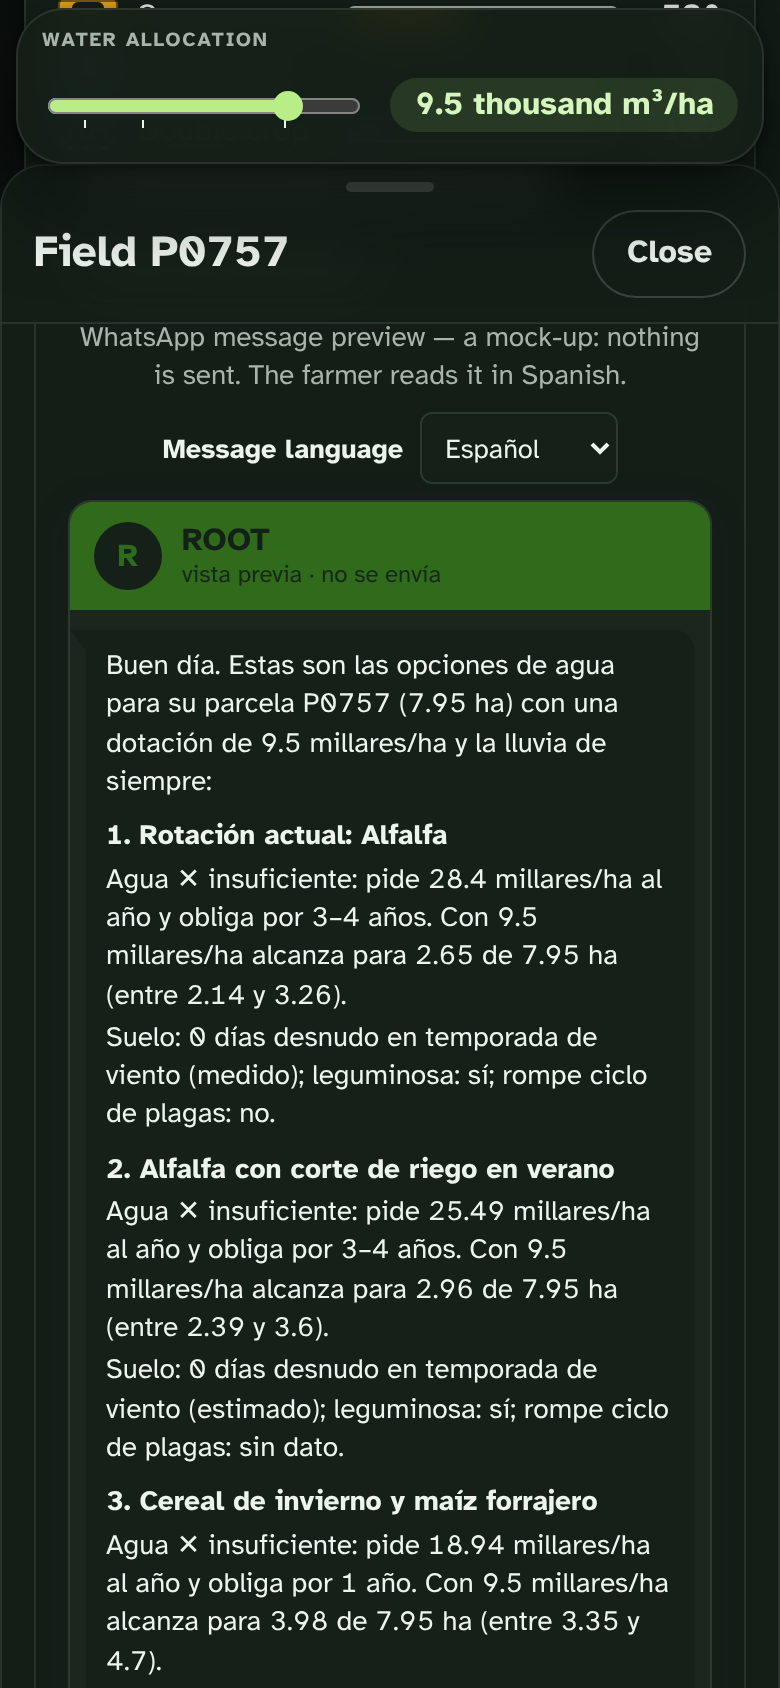 WATER ALLOCATION
9.5 thousand m³/ha
Field P0757
Close
WhatsApp message preview — a mock-up: nothing
is sent. The farmer reads it in Spanish.
Message language
Español
R
ROOT
vista previa · no se envía
Buen día. Estas son las opciones de agua
para su parcela P0757 (7.95 ha) con una
dotación de 9.5 millares/ha y la lluvia de
siempre:
1. Rotación actual: Alfalfa
Agua ✕ insuficiente: pide 28.4 millares/ha al
año y obliga por 3–4 años. Con 9.5
millares/ha alcanza para 2.65 de 7.95 ha
(entre 2.14 y 3.26).
Suelo: 0 días desnudo en temporada de
viento (medido); leguminosa: sí; rompe ciclo
de plagas: no.
2. Alfalfa con corte de riego en verano
Agua ✕ insuficiente: pide 25.49 millares/ha
al año y obliga por 3–4 años. Con 9.5
millares/ha alcanza para 2.96 de 7.95 ha
(entre 2.39 y 3.6).
Suelo: 0 días desnudo en temporada de
viento (estimado); leguminosa: sí; rompe ciclo
de plagas: sin dato.
3. Cereal de invierno y maíz forrajero
Agua ✕ insuficiente: pide 18.94 millares/ha
al año y obliga por 1 año. Con 9.5 millares/ha
alcanza para 3.98 de 7.95 ha (entre 3.35 y
4.7).